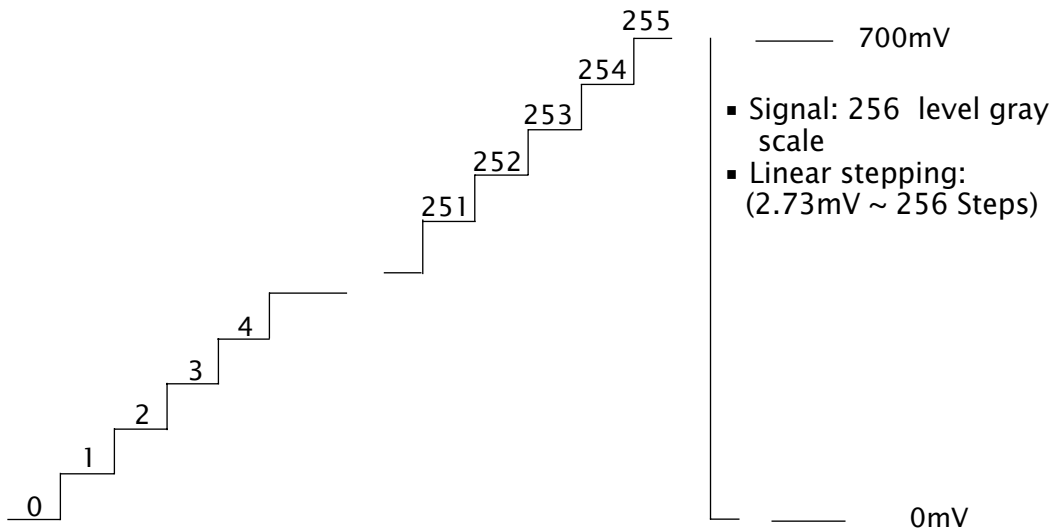 255
700mV
254
253
252
251
4
3
2
1
0
▪ Signal: 256 level gray
scale
▪ Linear stepping:
(2.73mV ~ 256 Steps)
0mV